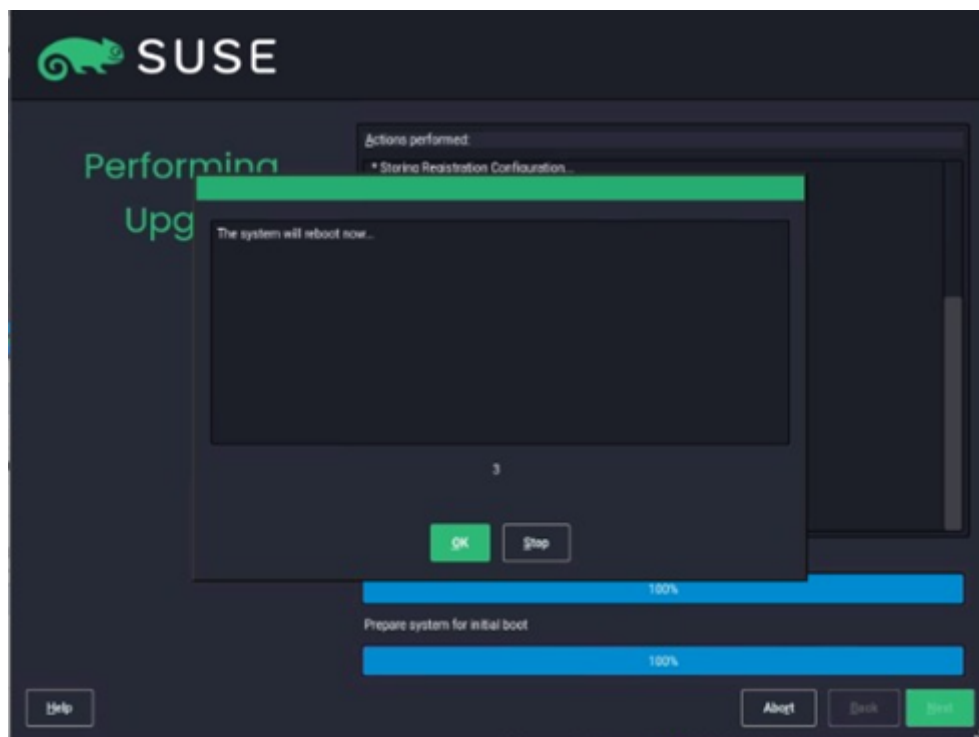 SUSE
Performing
Upg
Actions performed:
* Storing Registration Configuration...
The system will reboot now...
3
OK
Stop
100%
Prepare system for initial boot
100%
Help
Abort
Back
Next